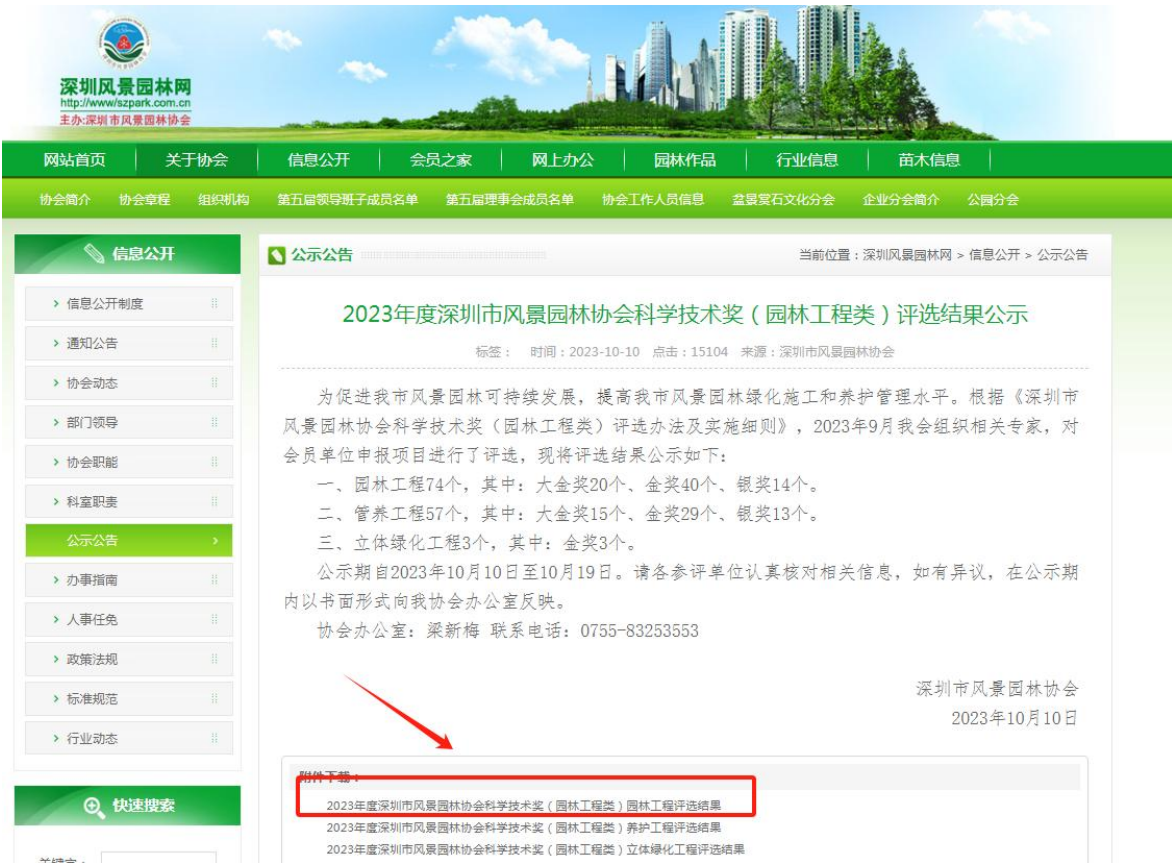 深圳风景园林网
http://www/szpark.com.cn
主办:深圳市风景园林协会
网站首页 关于协会 信息公开 会员之家 网上办公 园林作品 行业信息 苗木信息
协会简介 协会章程 组织机构 第五届领导班子成员名单 第五届理事会成员名单 协会工作人员信息 盆景赏石文化分会 企业分会简介 公园分会
信息公开
信息公开制度
通知公告
协会动态
部门领导
协会职能
科室职责
公示公告
办事指南
人事任免
政策法规
标准规范
行业动态
快速搜索
关键字：
公示公告
当前位置：深圳风景园林网 > 信息公开 > 公示公告
2023年度深圳市风景园林协会科学技术奖（园林工程类）评选结果公示
标签： 时间：2023-10-10 点击：15104 来源：深圳市风景园林协会
为促进我市风景园林可持续发展，提高我市风景园林绿化施工和养护管理水平。根据《深圳市
风景园林协会科学技术奖（园林工程类）评选办法及实施细则》，2023年9月我会组织相关专家，对
会员单位申报项目进行了评选，现将评选结果公示如下：
一、园林工程74个，其中：大金奖20个、金奖40个、银奖14个。
二、管养工程57个，其中：大金奖15个、金奖29个、银奖13个。
三、立体绿化工程3个，其中：金奖3个。
公示期自2023年10月10日至10月19日。请各参评单位认真核对相关信息，如有异议，在公示期
内以书面形式向我协会办公室反映。
协会办公室：梁新梅 联系电话：0755-83253553
深圳市风景园林协会
2023年10月10日
附件下载：
2023年度深圳市风景园林协会科学技术奖（园林工程类）园林工程评选结果
2023年度深圳市风景园林协会科学技术奖（园林工程类）养护工程评选结果
2023年度深圳市风景园林协会科学技术奖（园林工程类）立体绿化工程评选结果